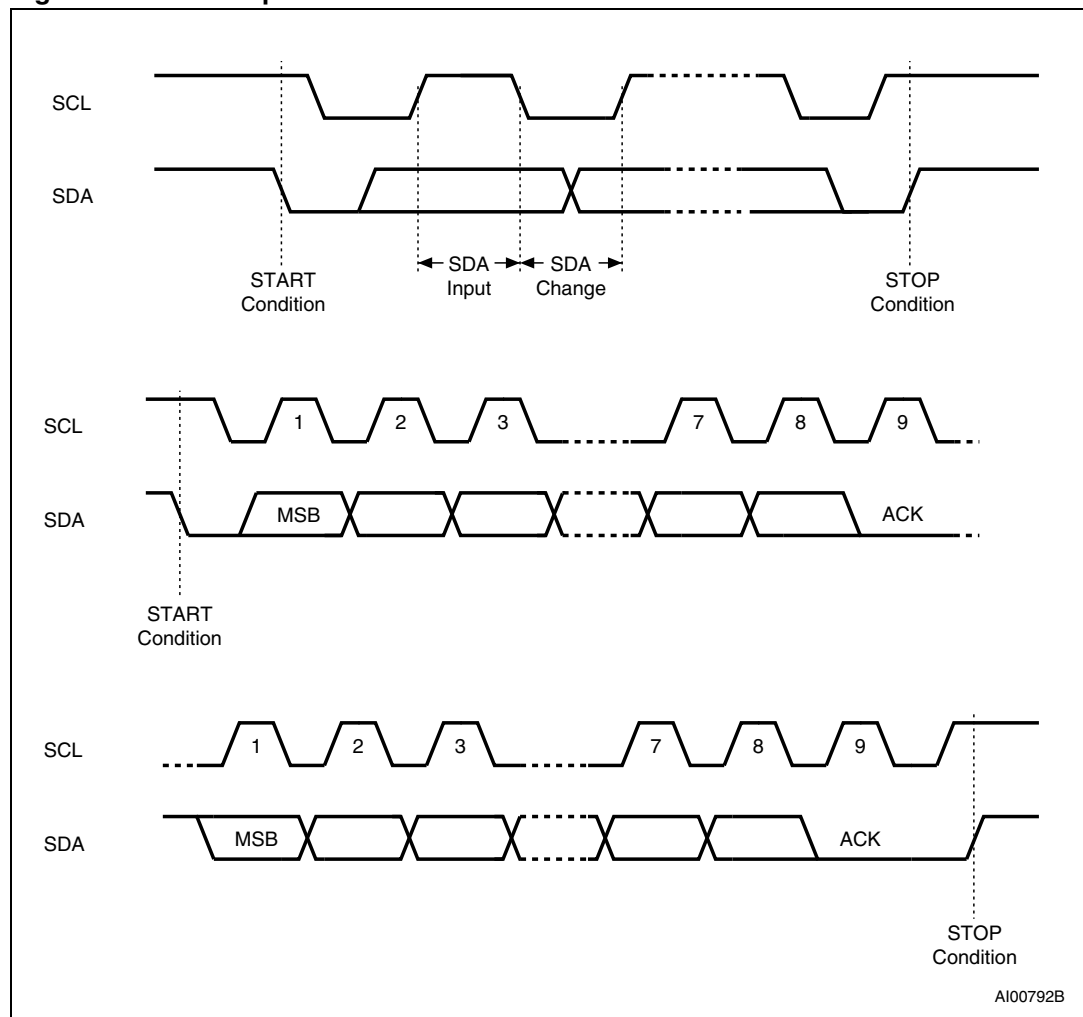 SCL
SDA
SDA
Input
SDA
Change
START
Condition
STOP
Condition
SCL
1
2
3
7
8
9
SDA
MSB
ACK
START
Condition
SCL
1
2
3
7
8
9
SDA
MSB
ACK
STOP
Condition
AI00792B